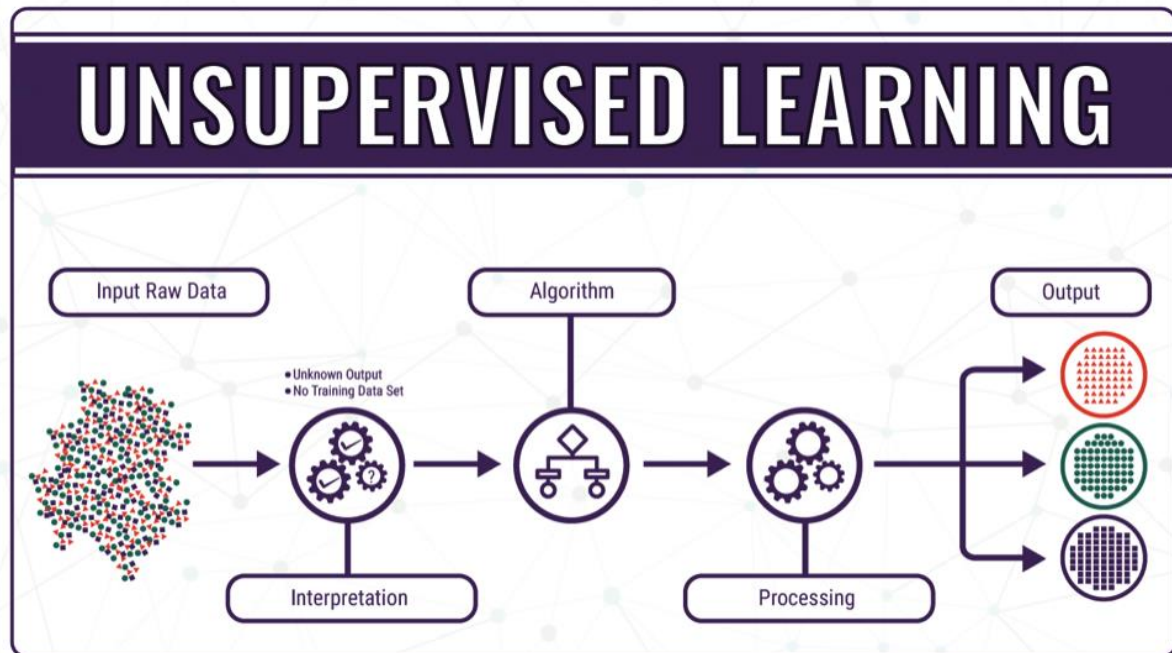 UNSUPERVISED LEARNING
Input Raw Data
Algorithm
Output
• Unknown Output
• No Training Data Set
?
Interpretation
Processing